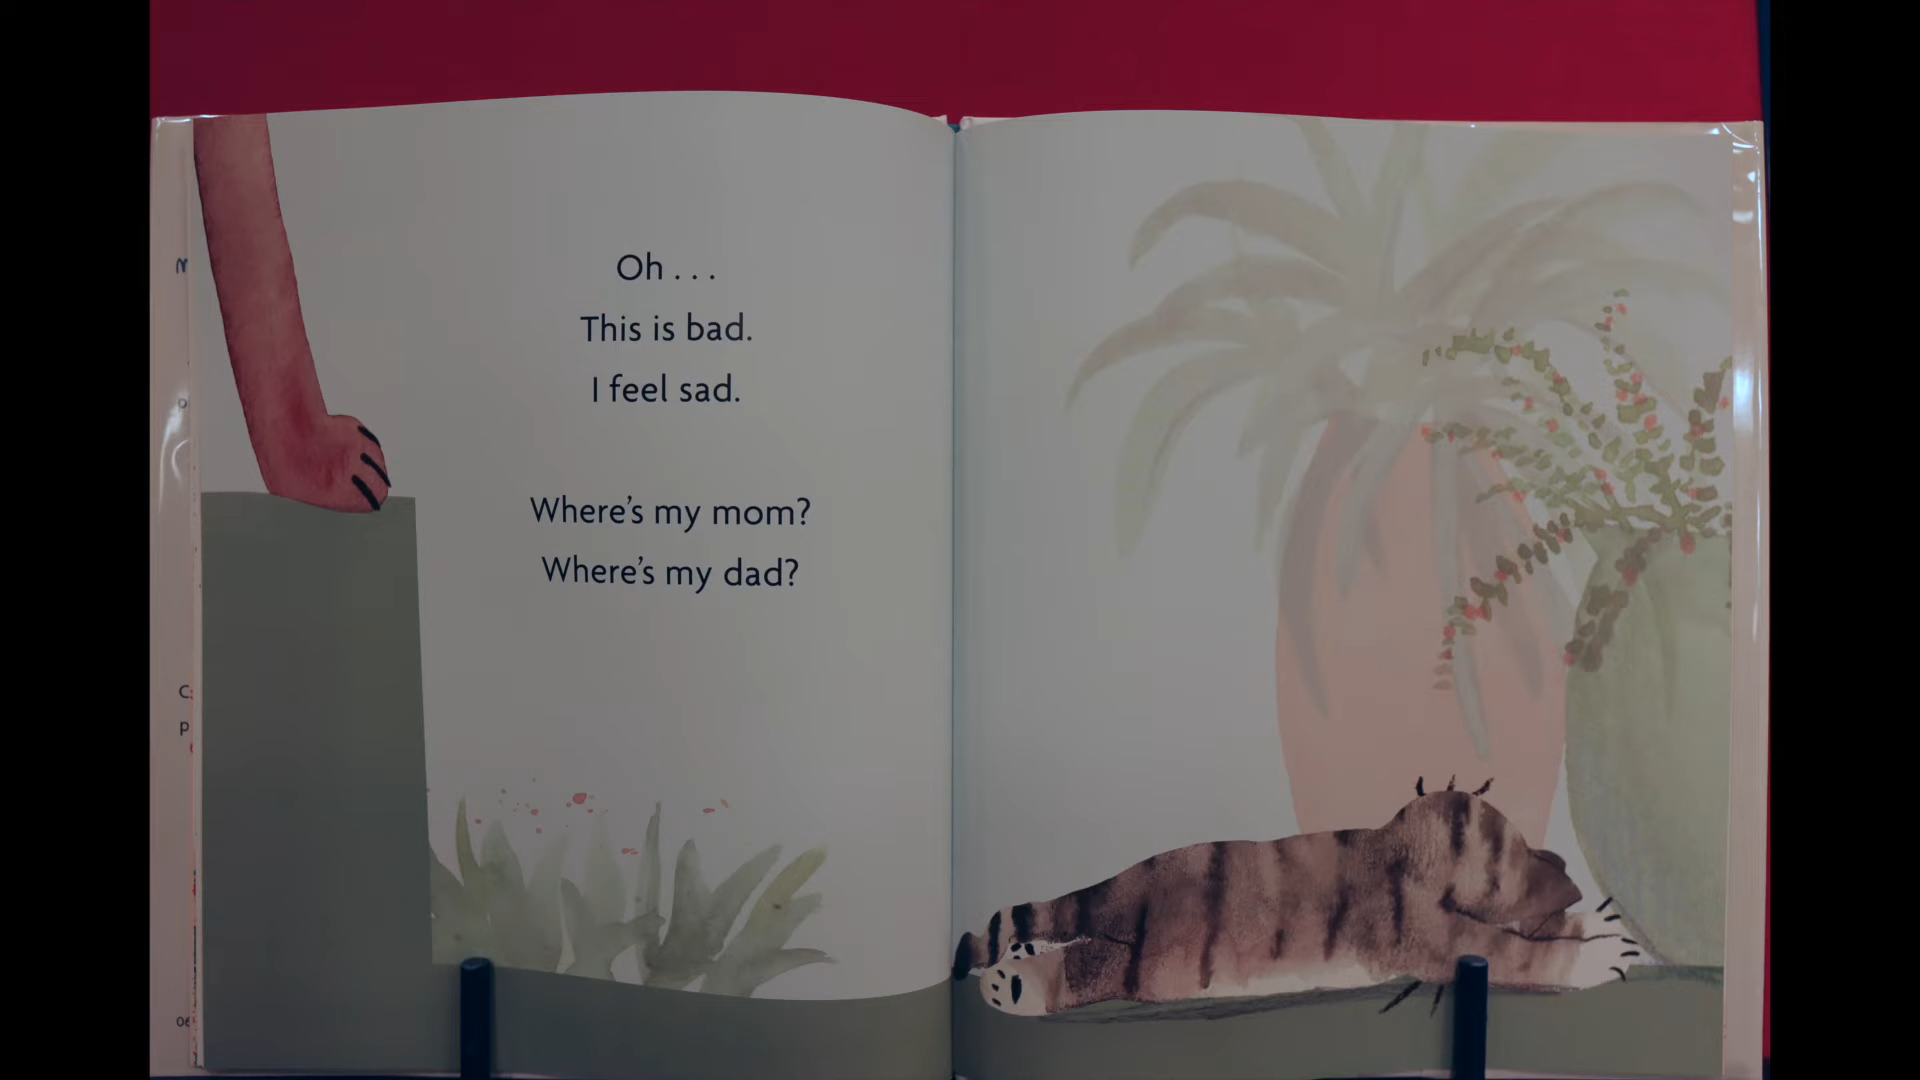 Oh . . .
This is bad.
I feel sad.
Where's my mom?
Where's my dad?